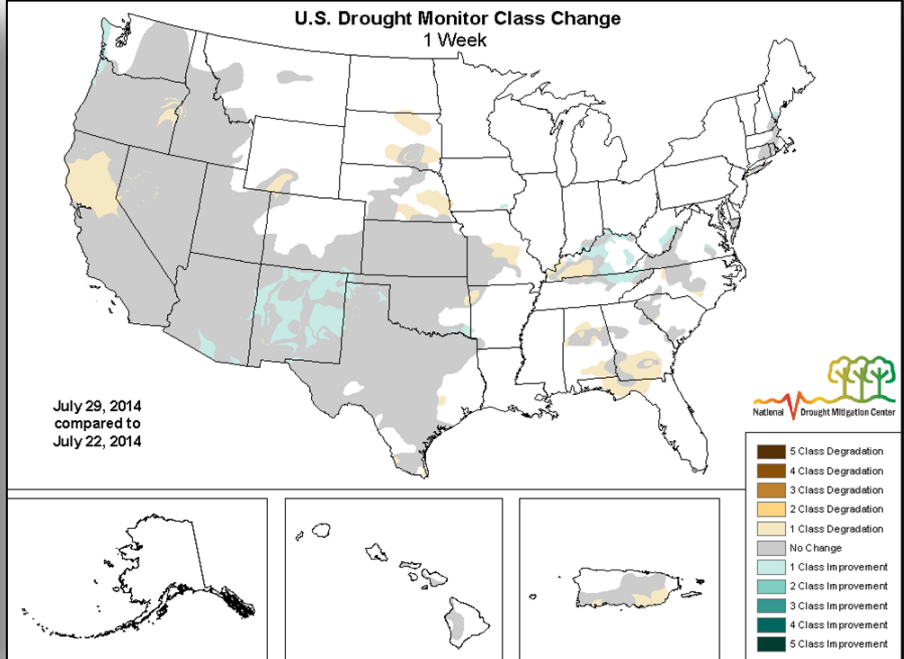 U.S. Drought Monitor Class Change
1 Week
July 29, 2014
compared to
July 22, 2014
National Drought Mitigation Center
5 Class Degradation
4 Class Degradation
3 Class Degradation
2 Class Degradation
1 Class Degradation
No Change
1 Class Improvement
2 Class Improvement
3 Class Improvement
4 Class Improvement
5 Class Improvement